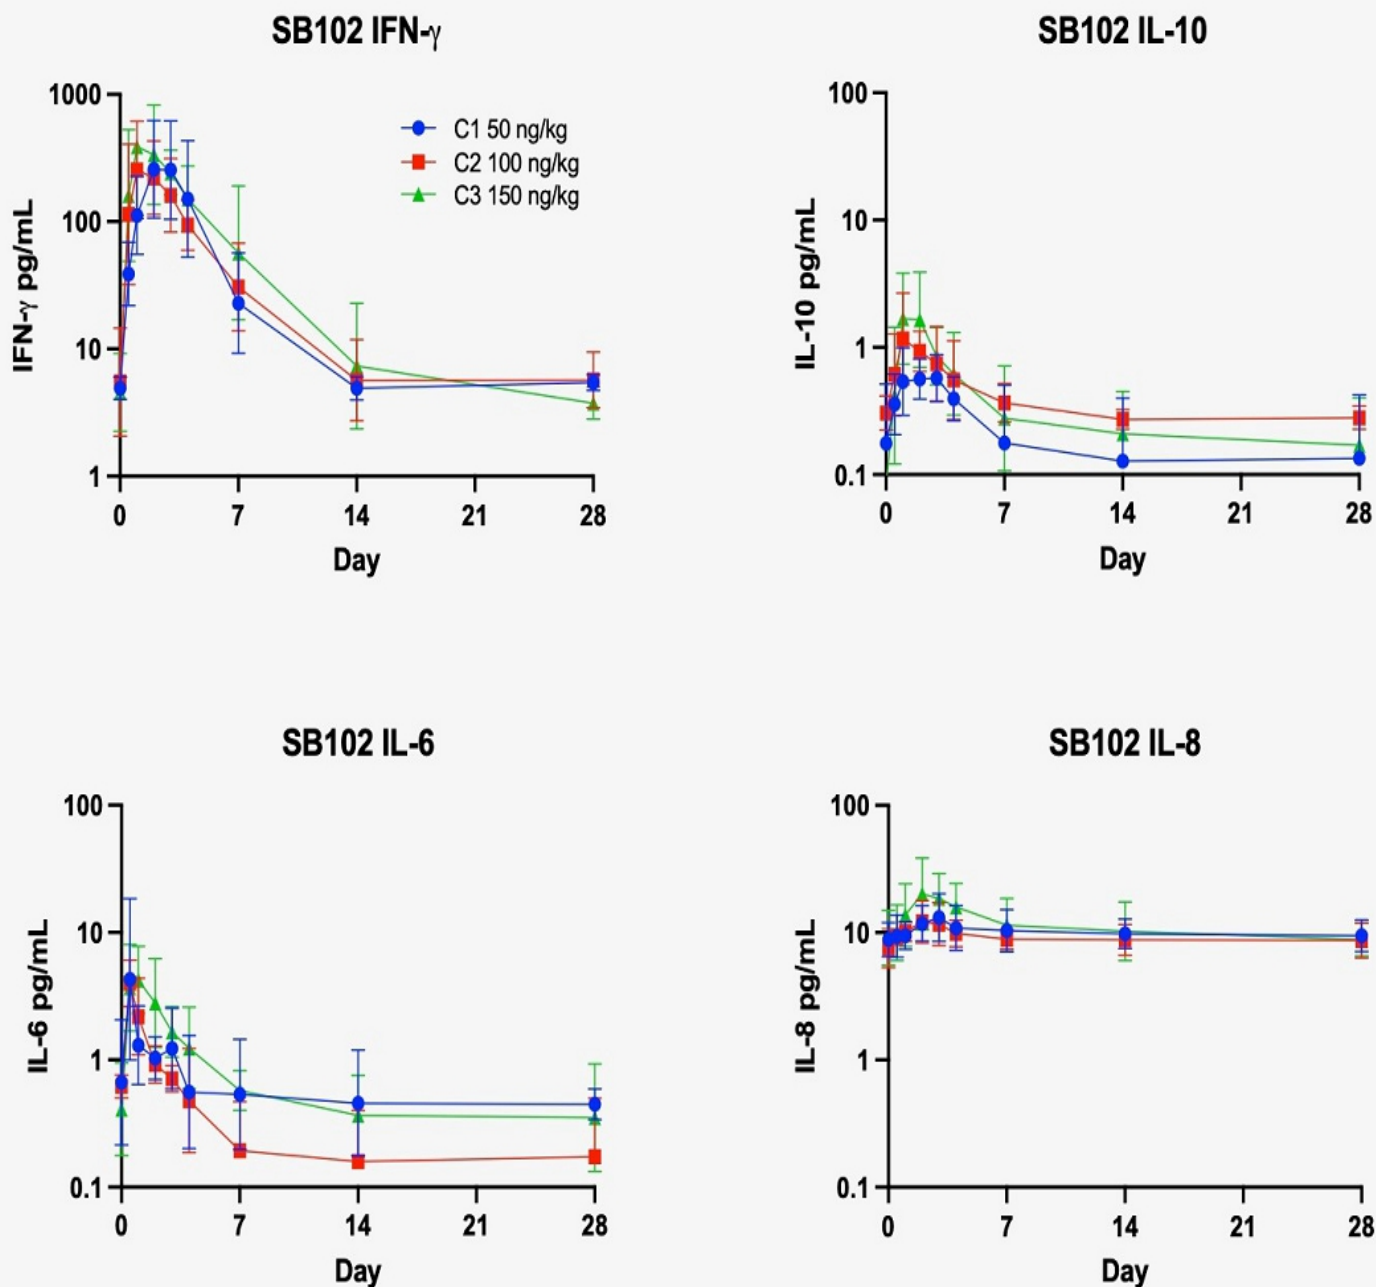 SB102 IFN-γ
IFN-γ pg/mL
1000
100
10
1
0 7 14 21 28
Day
C1 50 ng/kg
C2 100 ng/kg
C3 150 ng/kg
SB102 IL-10
IL-10 pg/mL
100
10
1
0.1
0 7 14 21 28
Day
SB102 IL-6
IL-6 pg/mL
100
10
1
0.1
0 7 14 21 28
Day
SB102 IL-8
IL-8 pg/mL
100
10
1
0.1
0 7 14 21 28
Day